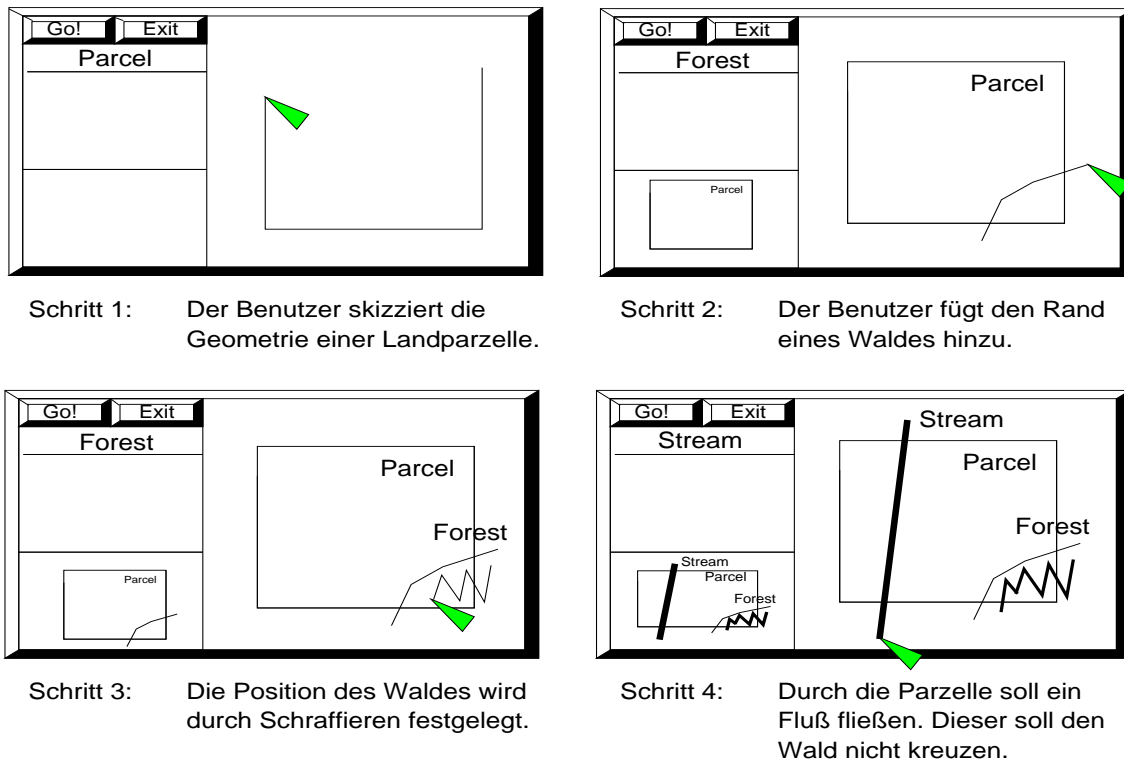 Go! Exit
Parcel
Go! Exit
Forest
Parcel
Parcel
Schritt 1: Der Benutzer skizziert die
Geometrie einer Landparzelle.
Schritt 2: Der Benutzer fügt den Rand
eines Waldes hinzu.
Go! Exit
Forest
Parcel
Forest
Parcel
Go! Exit
Stream
Stream
Parcel
Forest
Stream
Parcel
Forest
Schritt 3: Die Position des Waldes wird
durch Schraffieren festgelegt.
Schritt 4: Durch die Parzelle soll ein
Fluß fließen. Dieser soll den
Wald nicht kreuzen.